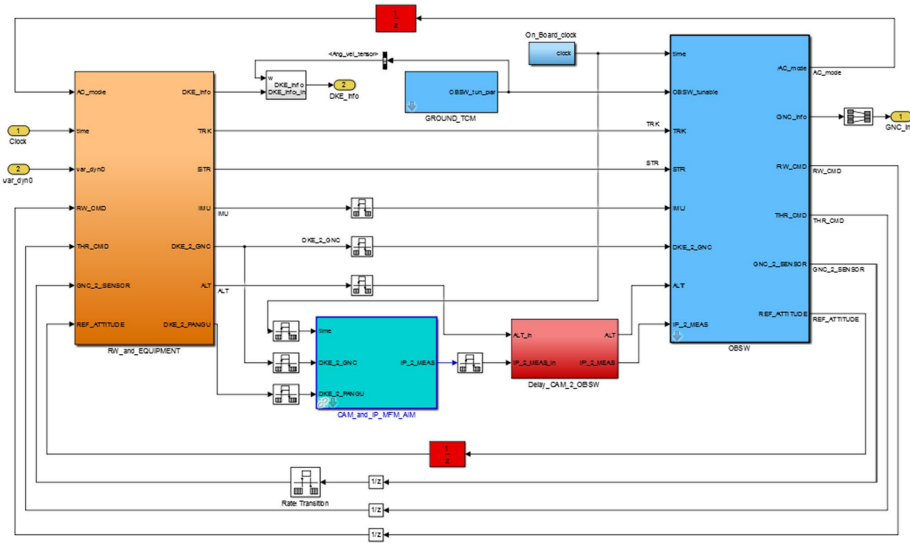 1
z
<Ang_vel_tensor>
On_Board_clock
clock
time
AC_mode
AC_mode
w
DKE_info
DKE_info_in
2
DKE_info
OBSW_tun_par
GROUND_TCM
OBSW_tunable
GNC_info
1
GNC_in
AC_mode
DKE_info
1
Clock
time
TRK
TRK
TRK
2
var_dyn0
var_dyn0
STR
STR
STR
RW_CMD
RW_CMD
RW_CMD
IMU
IMU
IMU
THR_CMD
THR_CMD
THR_CMD
DKE_2_GNC
DKE_2_GNC
DKE_2_GNC
GNC_2_SENSOR
GNC_2_SENSOR
GNC_2_SENSOR
ALT
ALT
ALT
REF_ATTITUDE
REF_ATTITUDE
REF_ATTITUDE
DKE_2_PANGU
IP_2_MEAS
RW_and_EQUIPMENT
OBSW
time
DKE_2_GNC
IP_2_MEAS
DKE_2_PANGU
CAM_and_IP_MFM_AIM
ALT_in
ALT
IP_2_MEAS_in
IP_2_MEAS
Delay_CAM_2_OBSW
1
z
Rate Transition
1/z
1/z
1/z